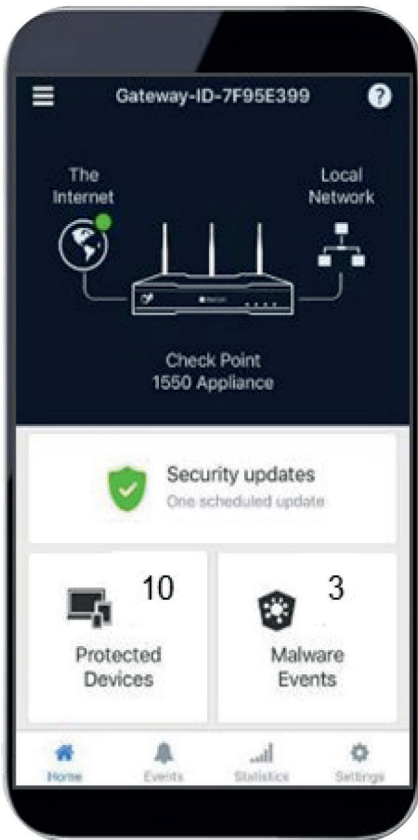 Gateway-ID-7F95E399
?
The
Internet
Local
Network
Check Point
1550 Appliance
Security updates
One scheduled update
10
Protected
Devices
3
Malware
Events
Home
Events
Statistics
Settings